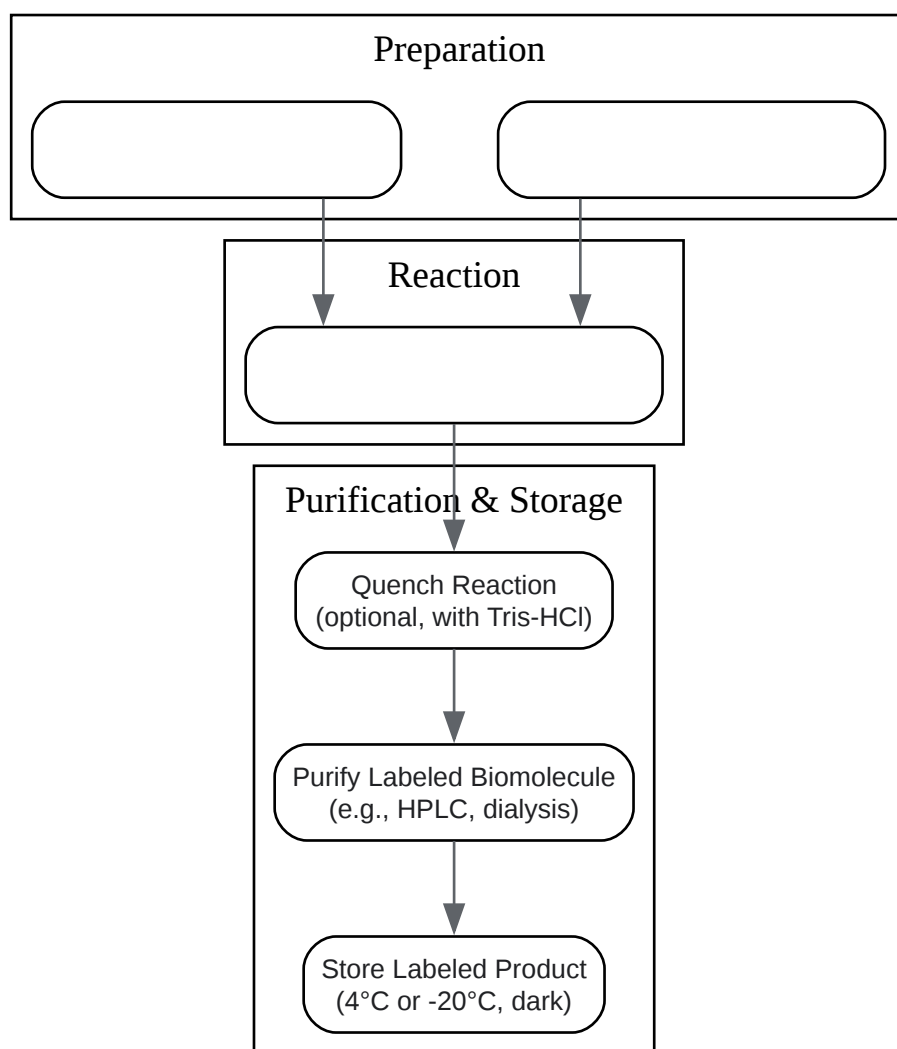 Preparation
Reaction
Purification & Storage
Quench Reaction
(optional, with Tris-HCl)
Purify Labeled Biomolecule
(e.g., HPLC, dialysis)
Store Labeled Product
(4°C or -20°C, dark)